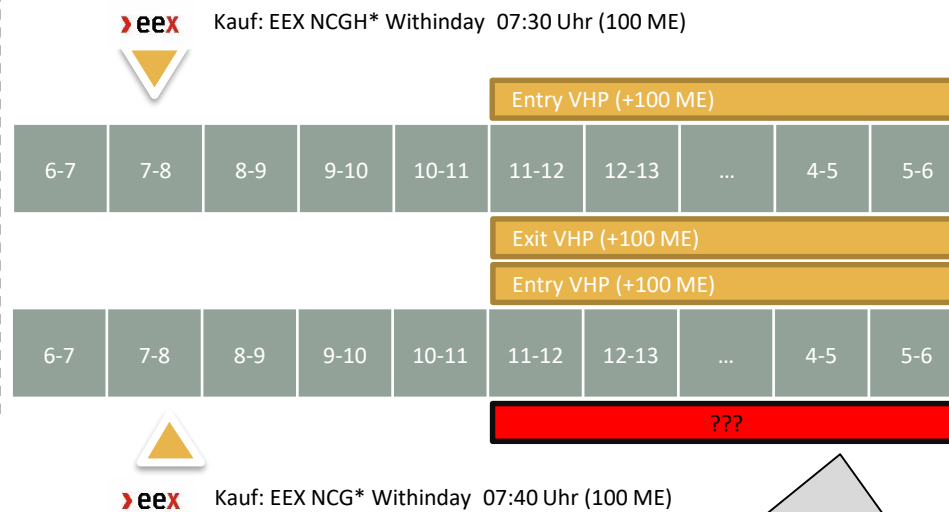 eex Kauf: EEX NCGH* Withinday 07:30 Uhr (100 ME)
Entry VHP (+100 ME)
6-7 7-8 8-9 9-10 10-11 11-12 12-13 ... 4-5 5-6
Exit VHP (+100 ME)
Entry VHP (+100 ME)
6-7 7-8 8-9 9-10 10-11 11-12 12-13 ... 4-5 5-6
???
eex Kauf: EEX NCG* Withinday 07:40 Uhr (100 ME)